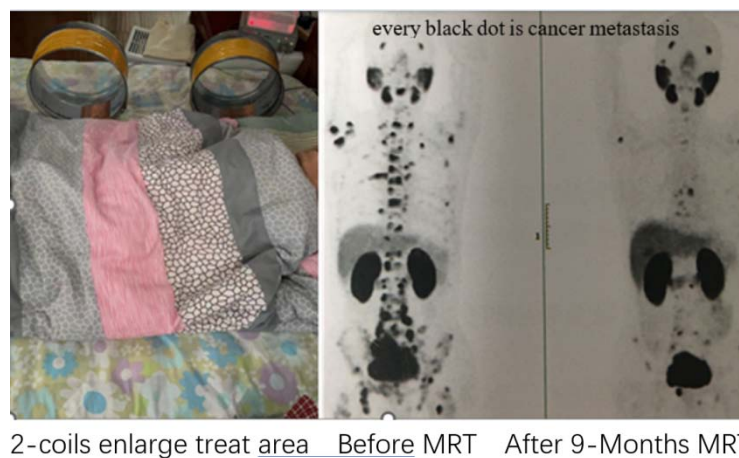 every black dot is cancer metastasis
2-coils enlarge treat area Before MRT After 9-Months MRT